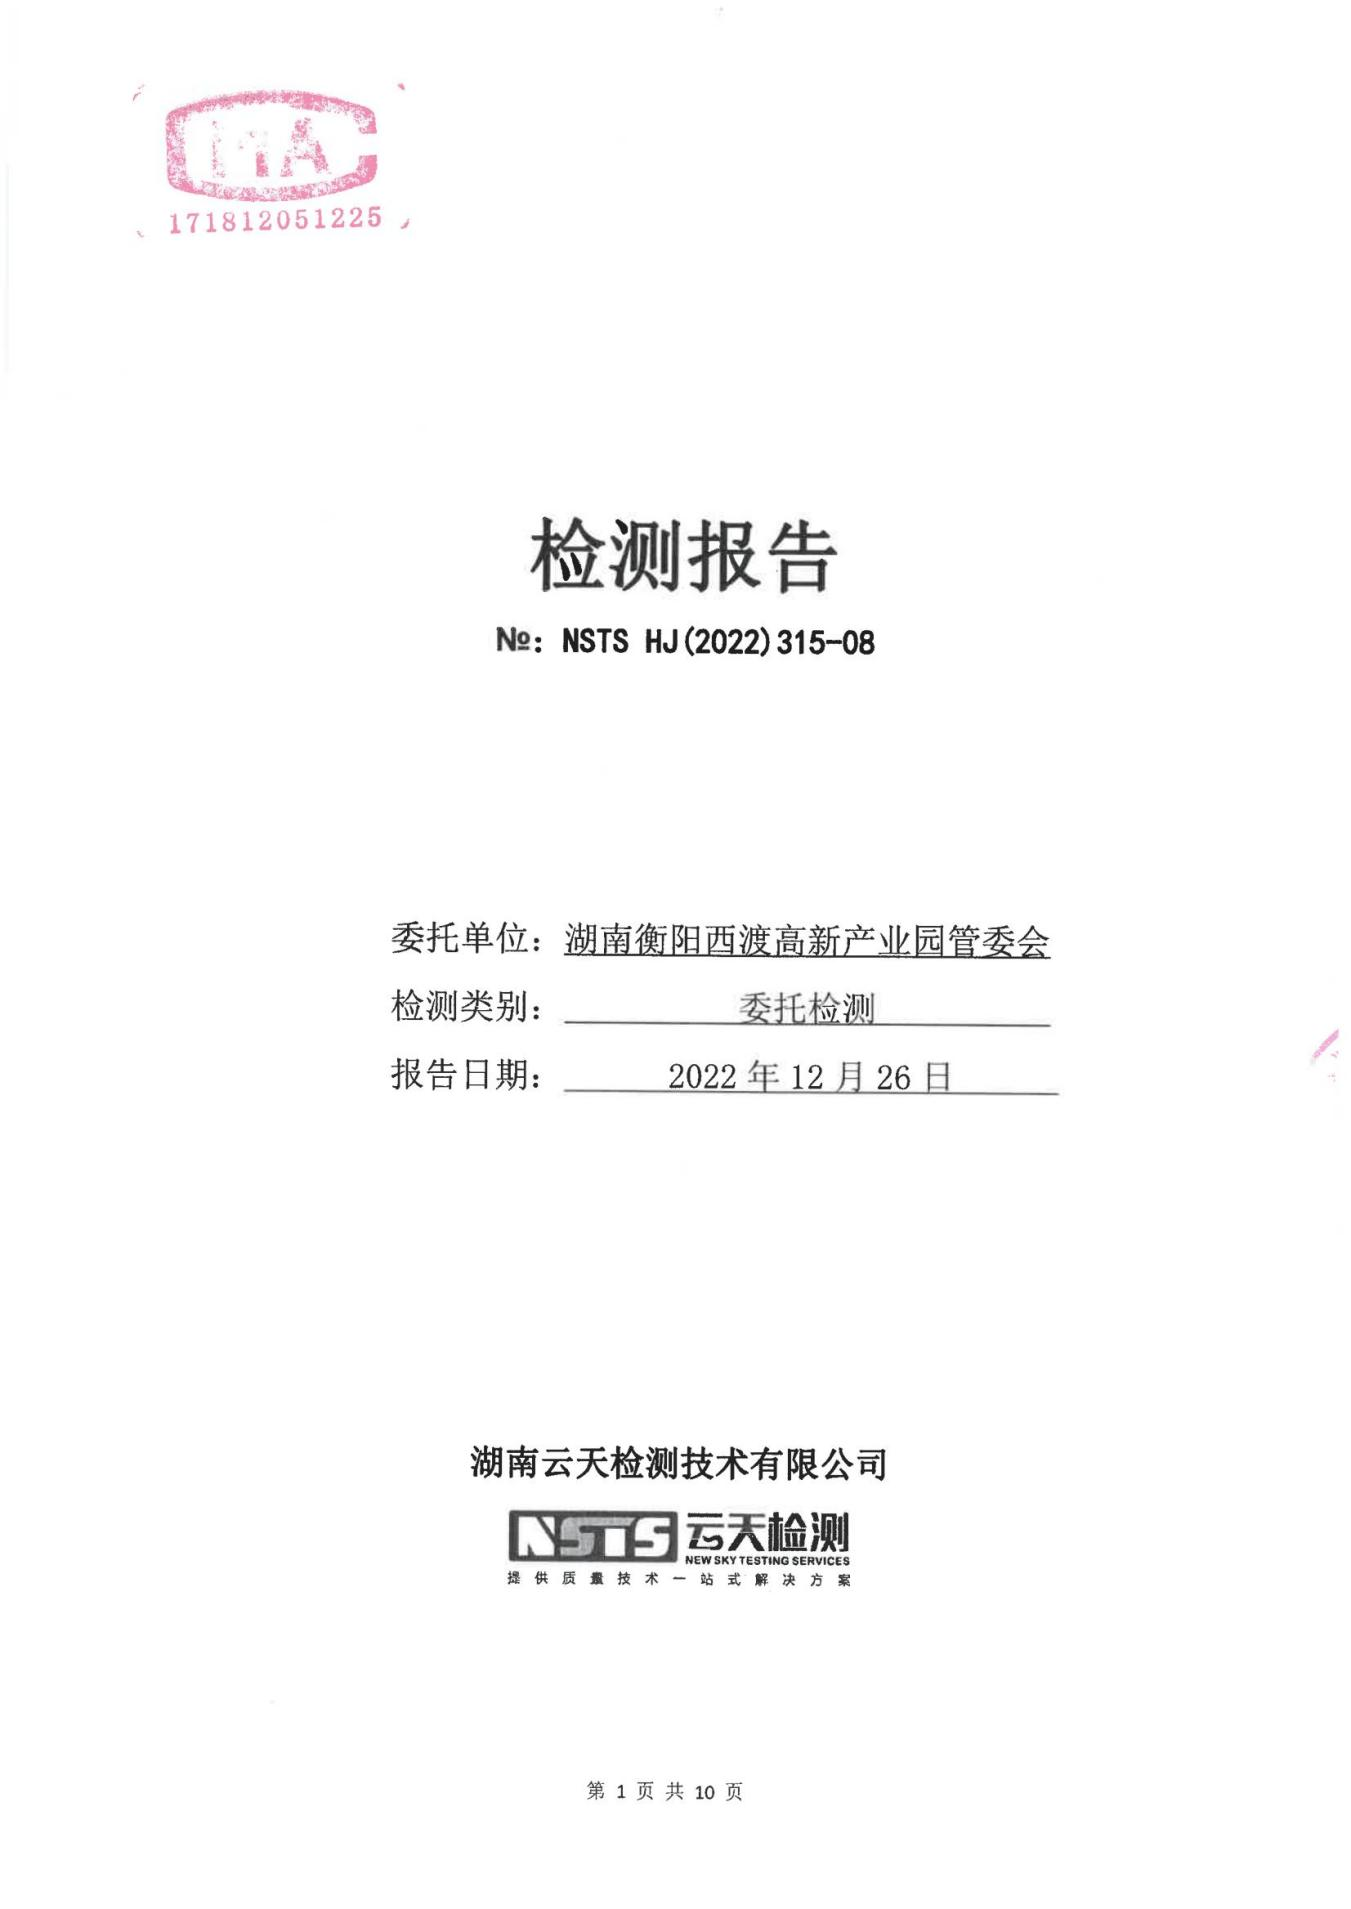 MA
171812051225
检测报告
№: NSTS HJ(2022)315-08
委托单位: 湖南衡阳西渡高新产业园管委会
检测类别: 委托检测
报告日期: 2022年12月26日
湖南云天检测技术有限公司
NSTS 云天检测
NEW SKY TESTING SERVICES
提供质量技术一站式解决方案
第 1 页 共 10 页